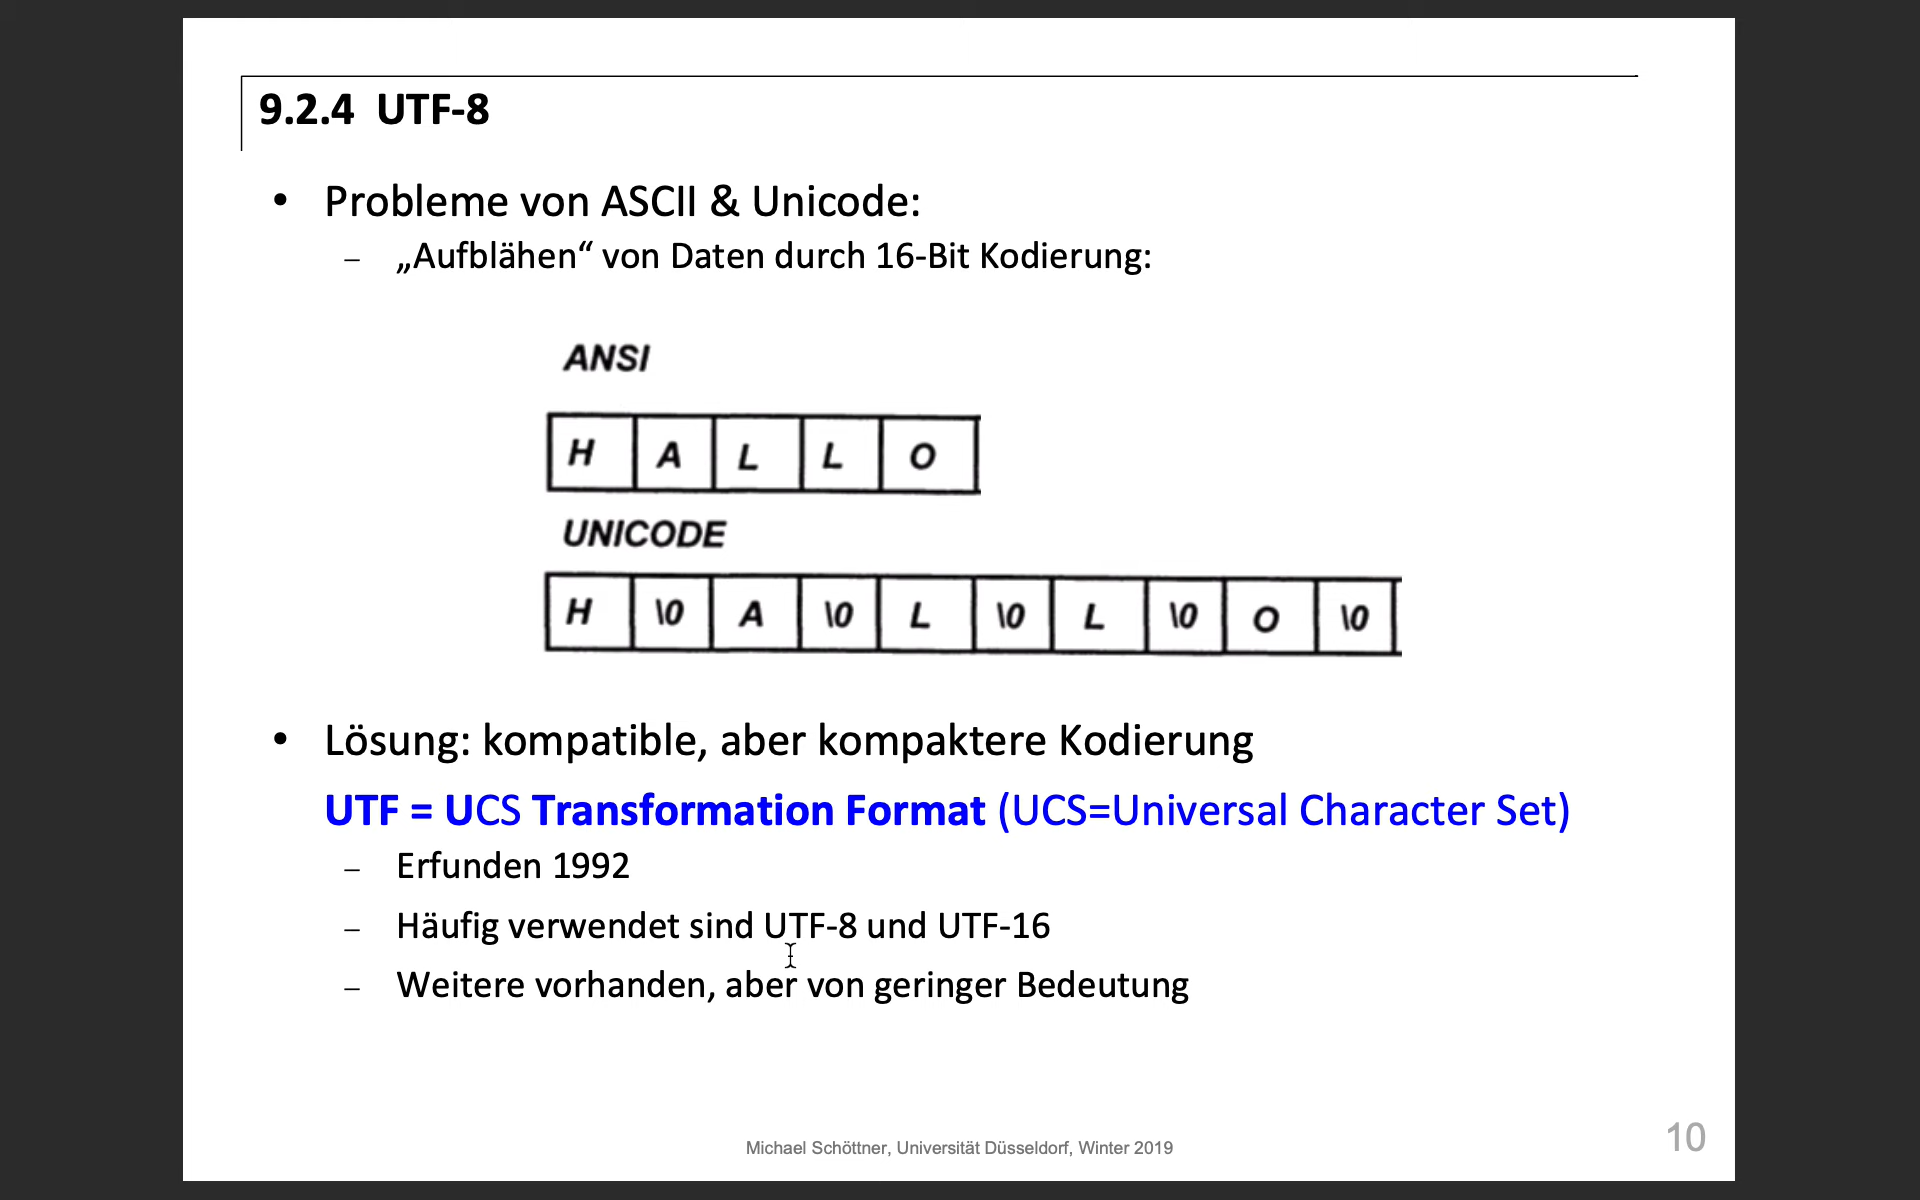 9.2.4 UTF-8
• Probleme von ASCII & Unicode:
– „Aufblähen“ von Daten durch 16-Bit Kodierung:
ANSI
H A L L O
UNICODE
H \0 A \0 L \0 L \0 O \0
• Lösung: kompatible, aber kompaktere Kodierung
UTF = UCS Transformation Format (UCS=Universal Character Set)
– Erfunden 1992
– Häufig verwendet sind UTF-8 und UTF-16
– Weitere vorhanden, aber von geringer Bedeutung
Michael Schöttner, Universität Düsseldorf, Winter 2019
10